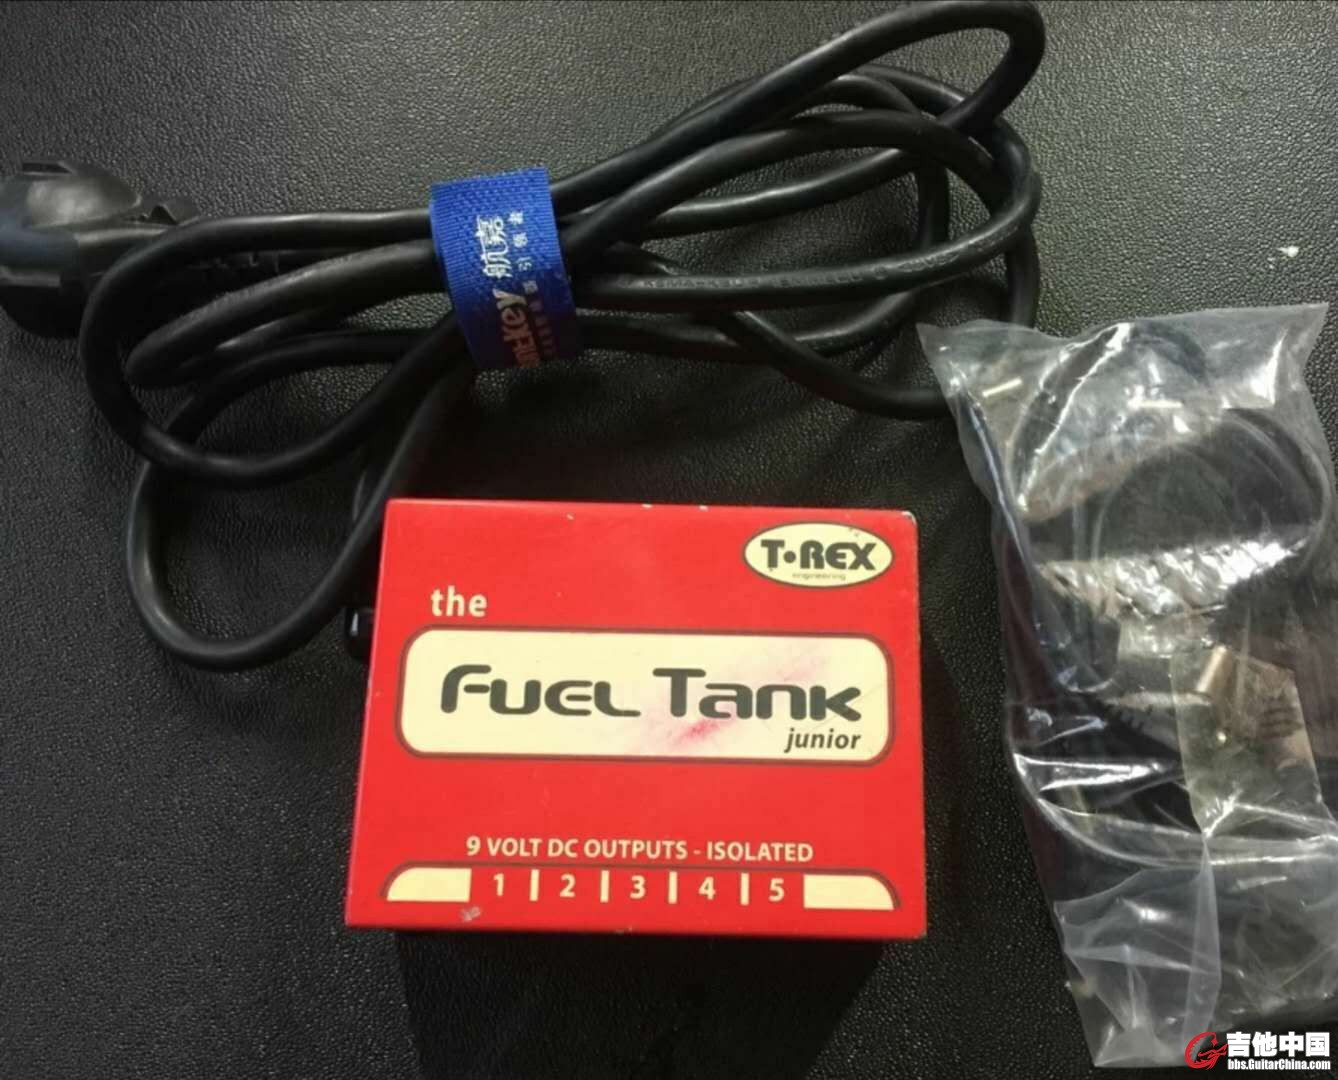 航嘉
T·REX
engineering
the
Fuel Tank
junior
9 VOLT DC OUTPUTS - ISOLATED
1 | 2 | 3 | 4 | 5
吉他中国
bbs.GuitarChina.com